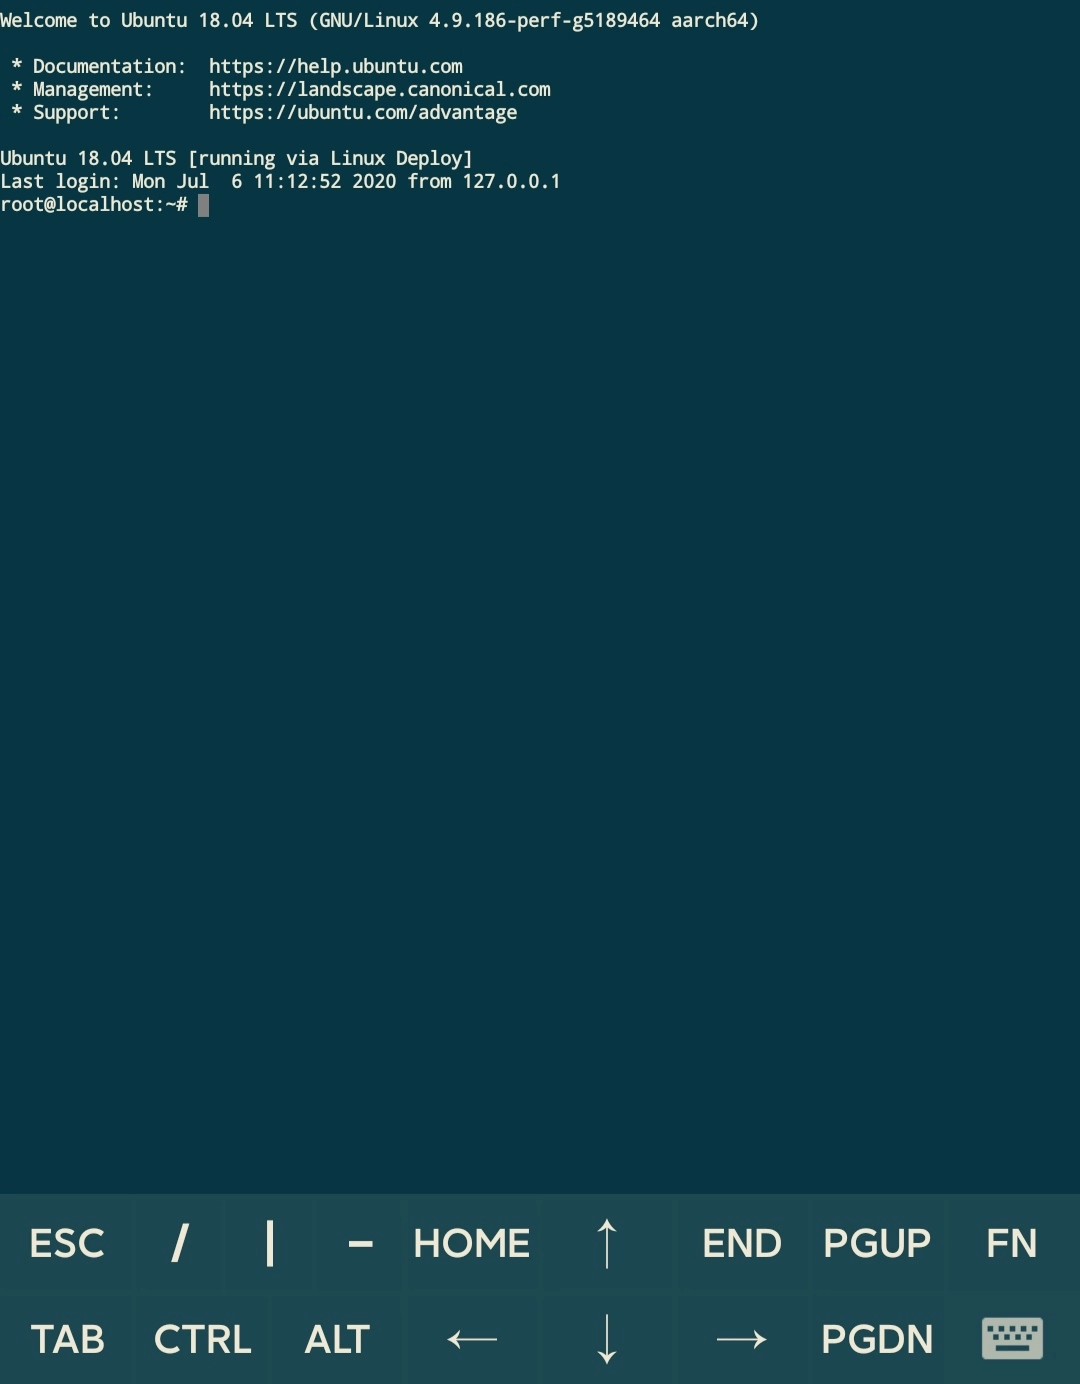 Welcome to Ubuntu 18.04 LTS (GNU/Linux 4.9.186-perf-g5189464 aarch64)
* Documentation:  https://help.ubuntu.com
* Management:     https://landscape.canonical.com
* Support:        https://ubuntu.com/advantage
Ubuntu 18.04 LTS [running via Linux Deploy]
Last login: Mon Jul  6 11:12:52 2020 from 127.0.0.1
root@localhost:~#
ESC / | – HOME ↑ END PGUP FN
TAB CTRL ALT ← ↓ → PGDN